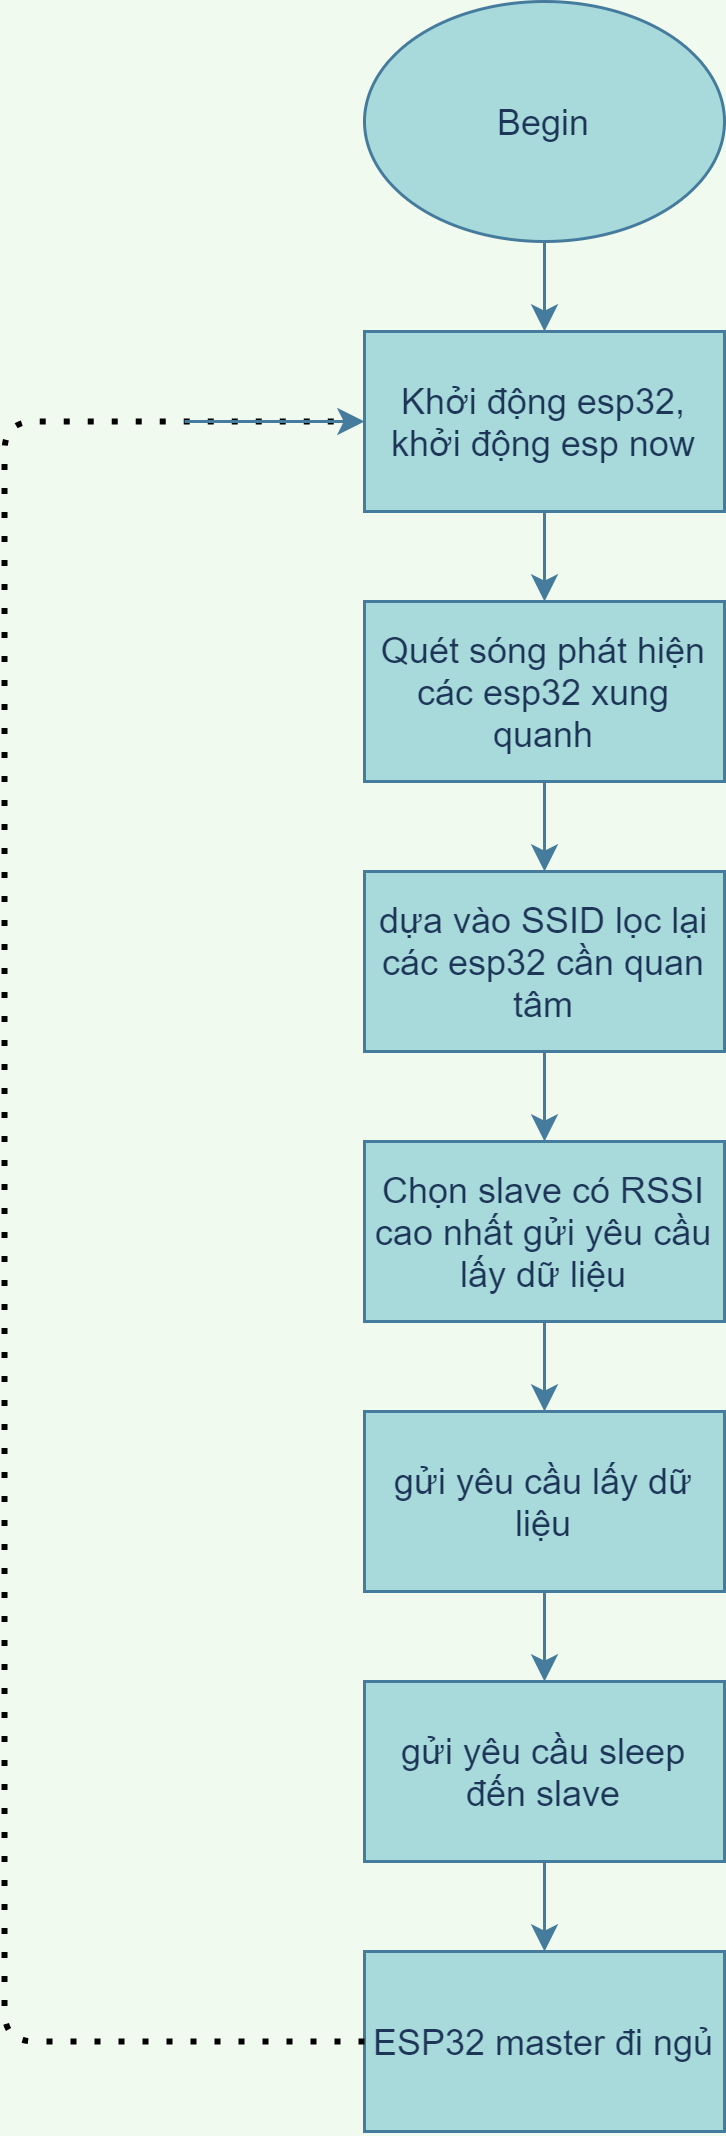 Begin
Khởi động esp32,
khởi động esp now
Quét sóng phát hiện
các esp32 xung
quanh
dựa vào SSID lọc lại
các esp32 cần quan
tâm
Chọn slave có RSSI
cao nhất gửi yêu cầu
lấy dữ liệu
gửi yêu cầu lấy dữ
liệu
gửi yêu cầu sleep
đến slave
ESP32 master đi ngủ